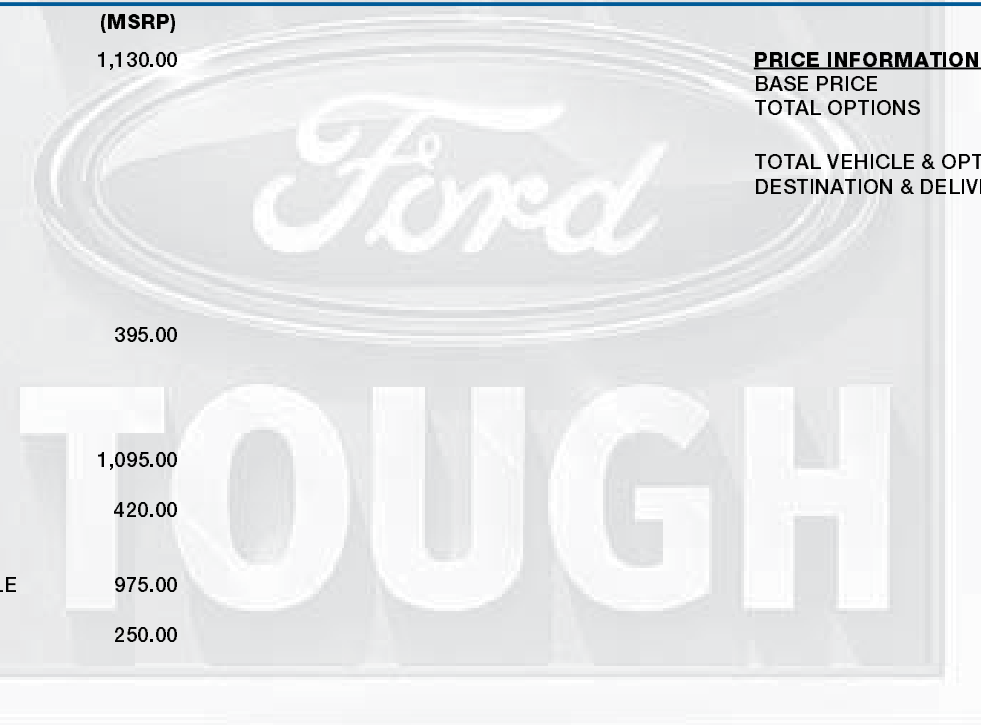 (MSRP)
1,130.00
PRICE INFORMATION
BASE PRICE
TOTAL OPTIONS
TOTAL VEHICLE & OPT
DESTINATION & DELIV
Ford
395.00
TOUGH
1,095.00
420.00
LE 975.00
250.00